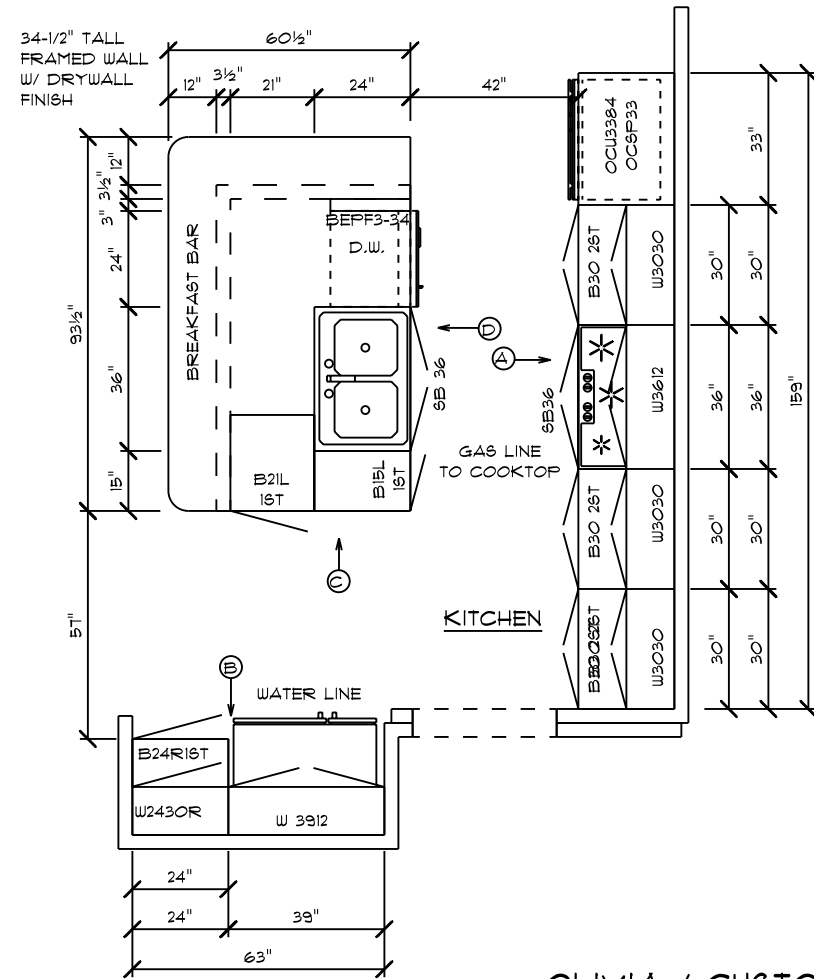 34-1/2" TALL
FRAMED WALL
W/ DRYWALL
FINISH
60½"
12"
3½"
21"
24"
42"
OCU3384
OCSP33
33"
12"
3½"
3"
24"
36"
15"
93½"
57"
BREAKFAST BAR
BEPF3-34
D.W.
SB 36
B21L
1ST
B15L
1ST
D
A
C
B
GAS LINE
TO COOKTOP
SB36
B30 2ST
W3030
30"
30"
W3612
36"
36"
159"
B30 2ST
W3030
30"
30"
W3030
30"
30"
KITCHEN
WATER LINE
B24R1ST
W2430R
W 3912
24"
24"
39"
63"